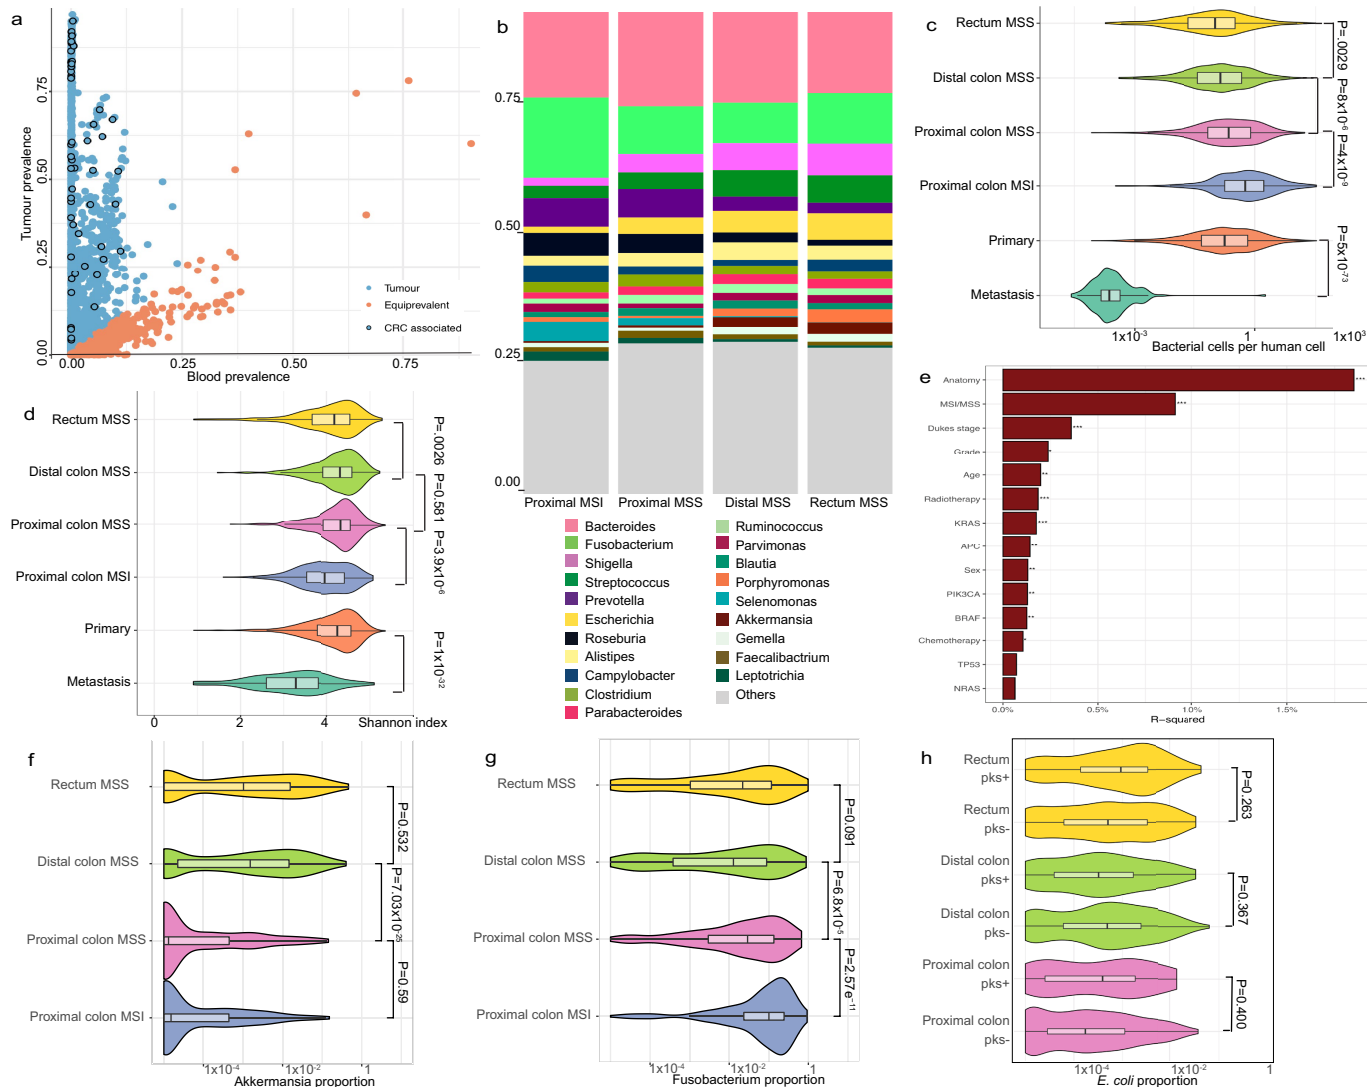 a
Tumour prevalence
0.75
0.50
0.25
0.00
0.00
0.25
0.50
0.75
Blood prevalence
Tumour
Equiprevalent
CRC associated
b
0.75
0.50
0.25
0.00
Proximal MSI
Proximal MSS
Distal MSS
Rectum MSS
Bacteroides
Fusobacterium
Shigella
Streptococcus
Prevotella
Escherichia
Roseburia
Alistipes
Campylobacter
Clostridium
Parabacteroides
Ruminococcus
Parvimonas
Blautia
Porphyromonas
Selenomonas
Akkermansia
Gemella
Faecalibactrium
Leptotrichia
Others
c
Rectum MSS
Distal colon MSS
Proximal colon MSS
Proximal colon MSI
Primary
Metastasis
P=.0029
P=8x10-6
P=4x10-9
P=5x10-73
1x10-3
1
1x103
Bacterial cells per human cell
d
Rectum MSS
Distal colon MSS
Proximal colon MSS
Proximal colon MSI
Primary
Metastasis
P=.0026
P=0.581
P=3.9x10-6
P=1x10-32
0
2
4
Shannon index
e
Anatomy
MSI/MSS
Dukes stage
Grade
Age
Radiotherapy
KRAS
APC
Sex
PIK3CA
BRAF
Chemotherapy
TP53
NRAS
0.0%
0.5%
1.0%
1.5%
R-squared
f
Rectum MSS
Distal colon MSS
Proximal colon MSS
Proximal colon MSI
P=0.532
P=7.03x10-25
P=0.59
1x10-4
1x10-2
1
Akkermansia proportion
g
Rectum MSS
Distal colon MSS
Proximal colon MSS
Proximal colon MSI
P=0.091
P=6.8x10-5
P=2.57e-11
1x10-4
1x10-2
1
Fusobacterium proportion
h
Rectum
pks+
Rectum
pks-
Distal colon
pks+
Distal colon
pks-
Proximal colon
pks+
Proximal colon
pks-
P=0.263
P=0.367
P=0.400
1x10-4
1x10-2
1
E. coli proportion